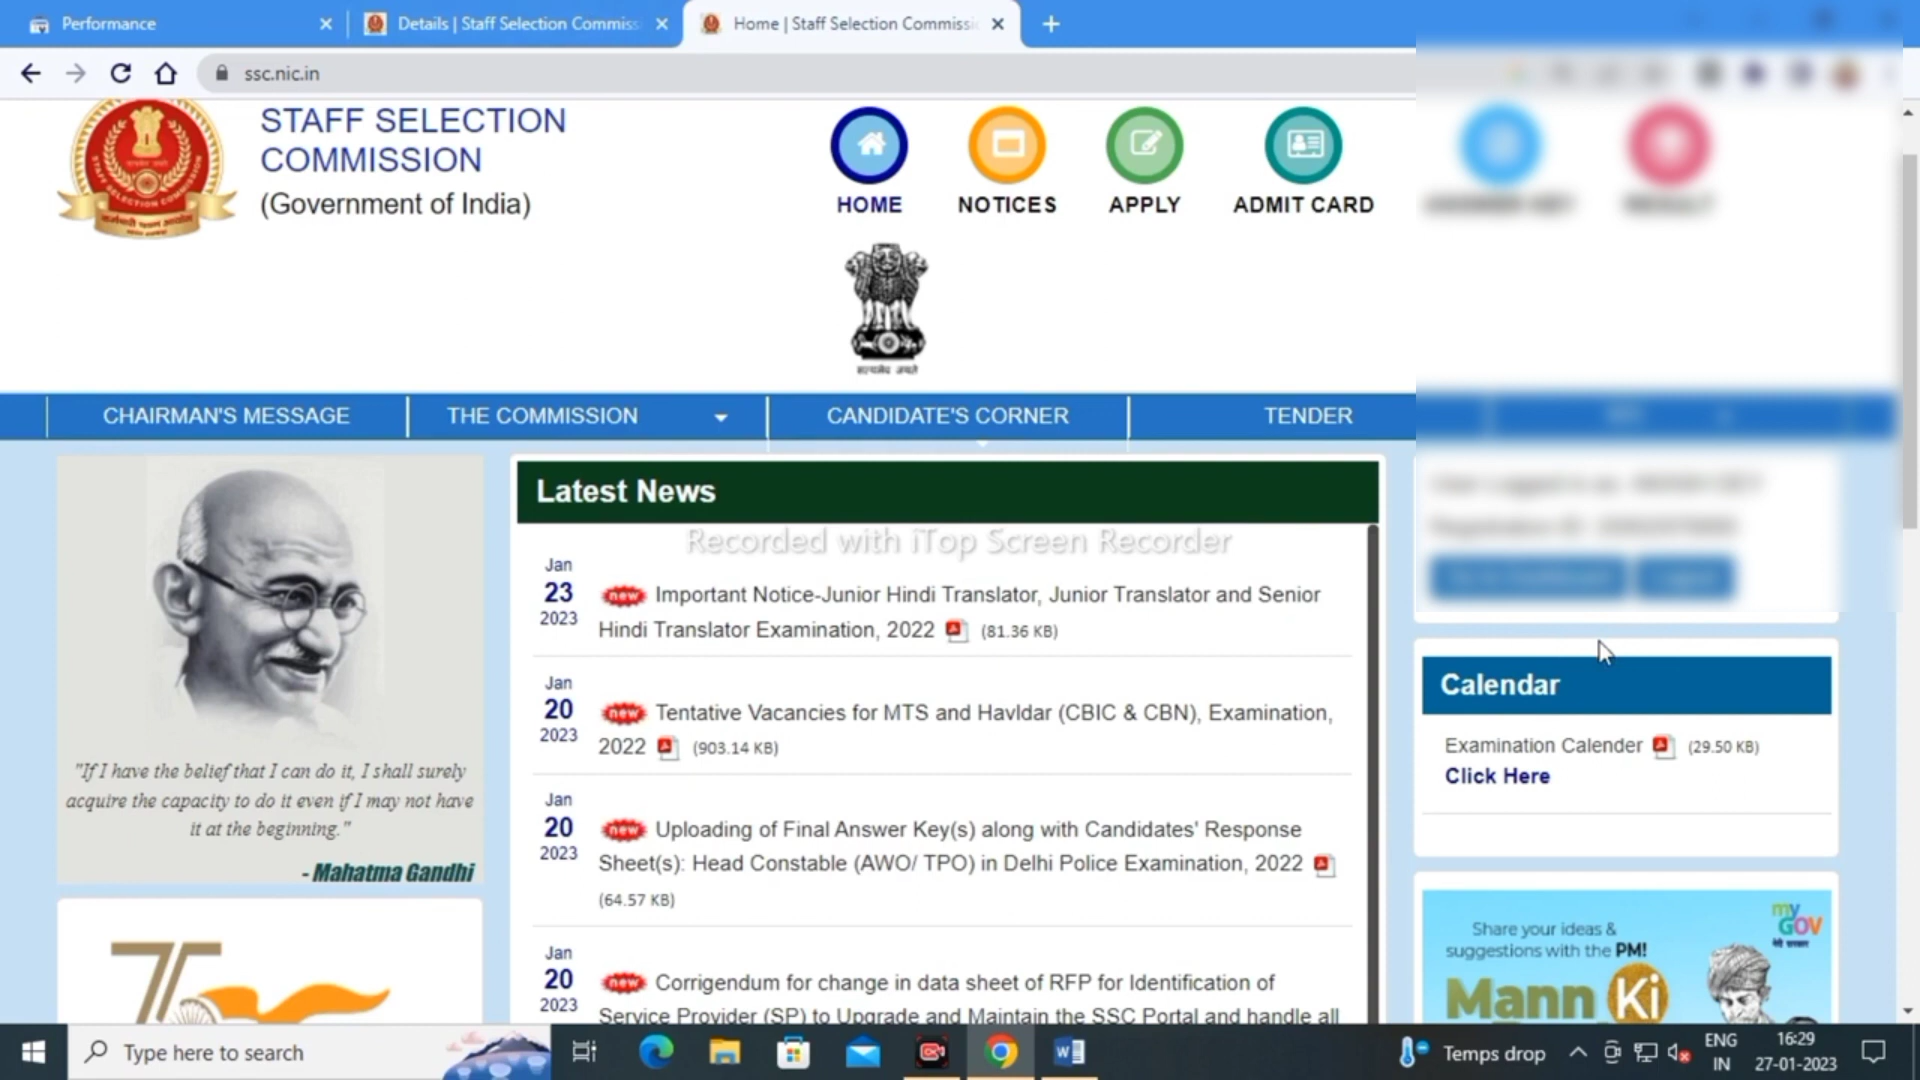 Performance
Details | Staff Selection Commiss
Home | Staff Selection Commissi
ssc.nic.in
STAFF SELECTION
COMMISSION
(Government of India)
HOME
NOTICES
APPLY
ADMIT CARD
सत्यमेव जयते
CHAIRMAN'S MESSAGE
THE COMMISSION
CANDIDATE'S CORNER
TENDER
"If I have the belief that I can do it, I shall surely
acquire the capacity to do it even if I may not have
it at the beginning."
- Mahatma Gandhi
75
Latest News
Recorded with iTop Screen Recorder
Jan
23
2023
new Important Notice-Junior Hindi Translator, Junior Translator and Senior
Hindi Translator Examination, 2022 (81.36 KB)
Jan
20
2023
new Tentative Vacancies for MTS and Havldar (CBIC & CBN), Examination,
2022 (903.14 KB)
Jan
20
2023
new Uploading of Final Answer Key(s) along with Candidates' Response
Sheet(s): Head Constable (AWO/ TPO) in Delhi Police Examination, 2022
(64.57 KB)
Jan
20
2023
new Corrigendum for change in data sheet of RFP for Identification of
Service Provider (SP) to Upgrade and Maintain the SSC Portal and handle all
Calendar
Examination Calender (29.50 KB)
Click Here
my
GOV
मेरी सरकार
Share your ideas &
suggestions with the PM!
Mann Ki
Type here to search
Temps drop
ENG
IN
16:29
27-01-2023